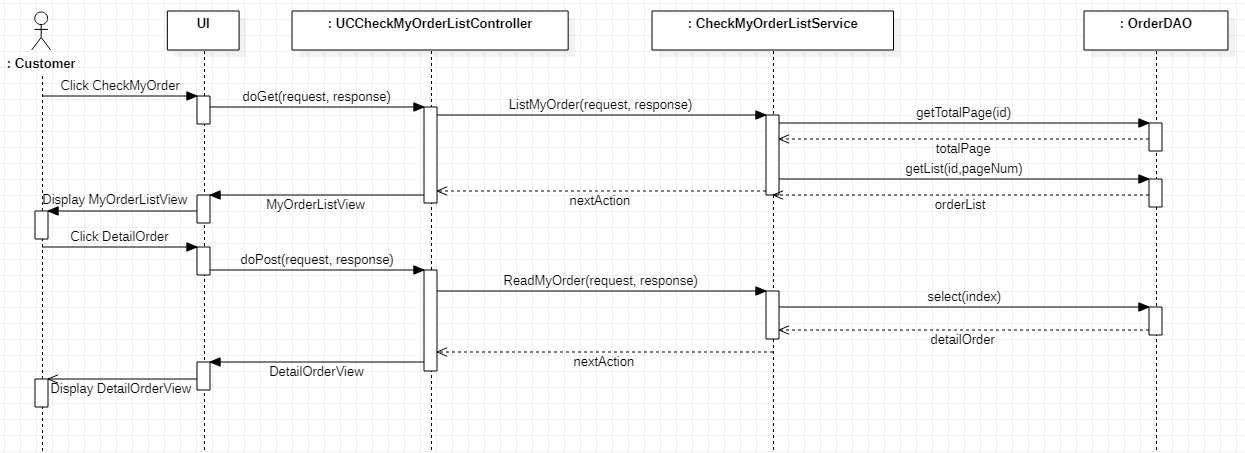 UI
: UCCheckMyOrderListController
: CheckMyOrderListService
: OrderDAO
: Customer
Click CheckMyOrder
doGet(request, response)
ListMyOrder(request, response)
getTotalPage(id)
totalPage
getList(id,pageNum)
orderList
nextAction
MyOrderListView
Display MyOrderListView
Click DetailOrder
doPost(request, response)
ReadMyOrder(request, response)
select(index)
detailOrder
nextAction
DetailOrderView
Display DetailOrderView